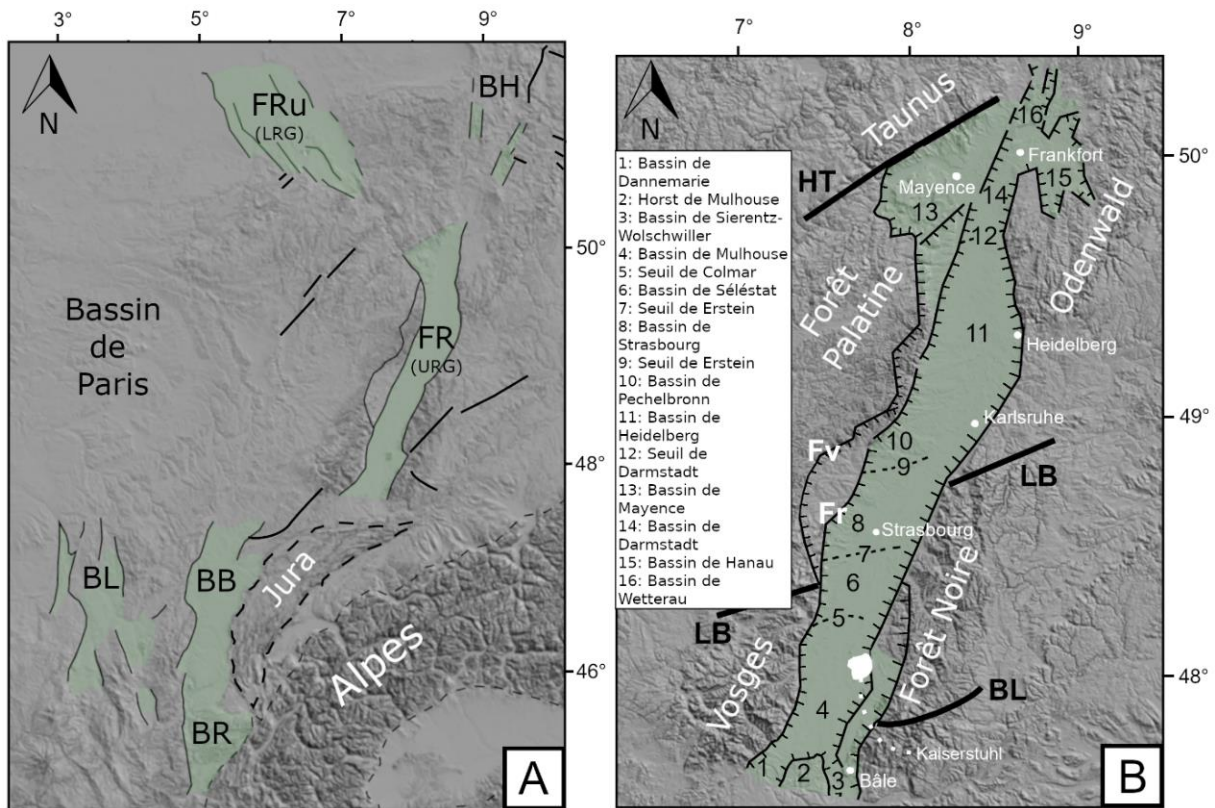 3°
5°
7°
9°
N
FRu
(LRG)
BH
50°
Bassin
de
Paris
FR
(URG)
48°
BL
BB
Jura
Alpes
46°
BR
A
7°
8°
9°
N
Taunus
16
Frankfort
50°
1: Bassin de
Dannemarie
2: Horst de Mulhouse
3: Bassin de Sierentz-
Wolschwiller
4: Bassin de Mulhouse
5: Seuil de Colmar
6: Bassin de Séléstat
7: Seuil de Erstein
8: Bassin de
Strasbourg
9: Seuil de Erstein
10: Bassin de
Pechelbronn
11: Bassin de
Heidelberg
12: Seuil de
Darmstadt
13: Bassin de
Mayence
14: Bassin de
Darmstadt
15: Bassin de Hanau
16: Bassin de
Wetterau
HT
Mayence
15
14
13
12
Odenwald
Forêt
Palatine
11
Heidelberg
Karlsruhe
49°
10
Fv
9
LB
Fr
8
Strasbourg
7
6
LB
5
Forêt Noire
Vosges
48°
BL
4
Kaiserstuhl
1
2
3
Bâle
B